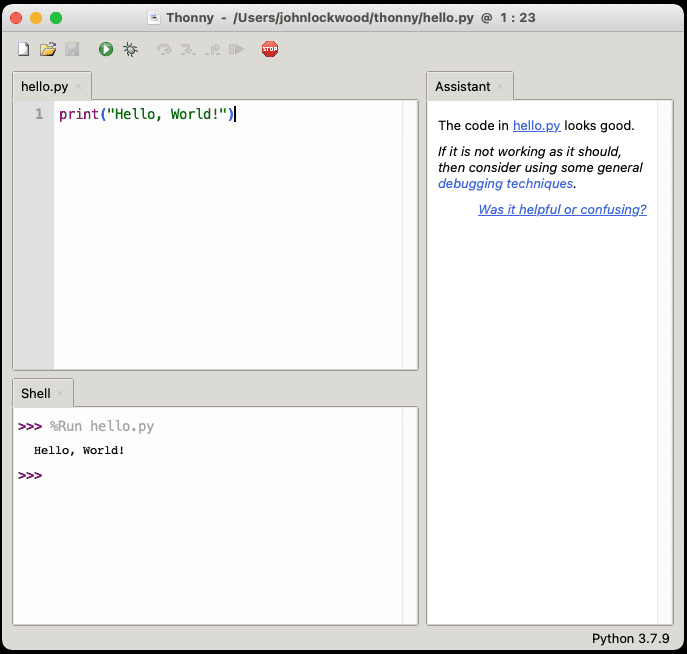 Thonny - /Users/johnlockwood/thonny/hello.py @ 1 : 23
STOP
hello.py ×
1 print("Hello, World!")
Shell ×
>>> %Run hello.py
Hello, World!
>>>
Assistant ×
The code in hello.py looks good.
If it is not working as it should,
then consider using some general
debugging techniques.
Was it helpful or confusing?
Python 3.7.9